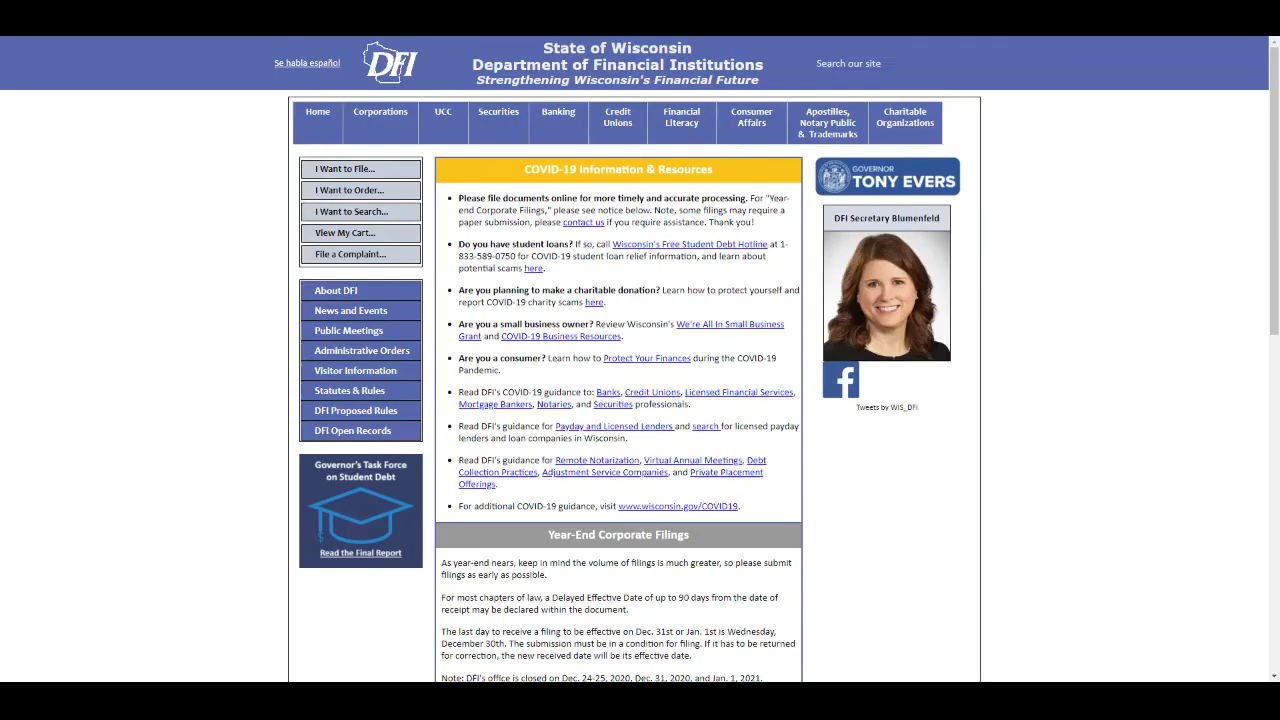 Se habla español
DFI
State of Wisconsin
Department of Financial Institutions
Strengthening Wisconsin's Financial Future
Search our site
Home
Corporations
UCC
Securities
Banking
Credit
Unions
Financial
Literacy
Consumer
Affairs
Apostilles,
Notary Public
& Trademarks
Charitable
Organizations
I Want to File...
I Want to Order...
I Want to Search...
View My Cart...
File a Complaint...
About DFI
News and Events
Public Meetings
Administrative Orders
Visitor Information
Statutes & Rules
DFI Proposed Rules
DFI Open Records
Governor's Task Force
on Student Debt
Read the Final Report
COVID-19 Information & Resources
• Please file documents online for more timely and accurate processing. For "Year-
end Corporate Filings," please see notice below. Note, some filings may require a
paper submission, please contact us if you require assistance. Thank you!
• Do you have student loans? If so, call Wisconsin's Free Student Debt Hotline at 1-
833-589-0750 for COVID-19 student loan relief information, and learn about
potential scams here.
• Are you planning to make a charitable donation? Learn how to protect yourself and
report COVID-19 charity scams here.
• Are you a small business owner? Review Wisconsin's We're All In Small Business
Grant and COVID-19 Business Resources.
• Are you a consumer? Learn how to Protect Your Finances during the COVID-19
Pandemic.
• Read DFI's COVID-19 guidance to: Banks, Credit Unions, Licensed Financial Services,
Mortgage Bankers, Notaries, and Securities professionals.
• Read DFI's guidance for Payday and Licensed Lenders and search for licensed payday
lenders and loan companies in Wisconsin.
• Read DFI's guidance for Remote Notarization, Virtual Annual Meetings, Debt
Collection Practices, Adjustment Service Companies, and Private Placement
Offerings.
• For additional COVID-19 guidance, visit www.wisconsin.gov/COVID19.
Year-End Corporate Filings
As year-end nears, keep in mind the volume of filings is much greater, so please submit
filings as early as possible.
For most chapters of law, a Delayed Effective Date of up to 90 days from the date of
receipt may be declared within the document.
The last day to receive a filing to be effective on Dec. 31st or Jan. 1st is Wednesday,
December 30th. The submission must be in a condition for filing. If it has to be returned
for correction, the new received date will be its effective date.
Note: DFI's office is closed on Dec. 24-25, 2020, Dec. 31, 2020, and Jan. 1, 2021.
GOVERNOR
TONY EVERS
DFI Secretary Blumenfeld
f
Tweets by WIS_DFI